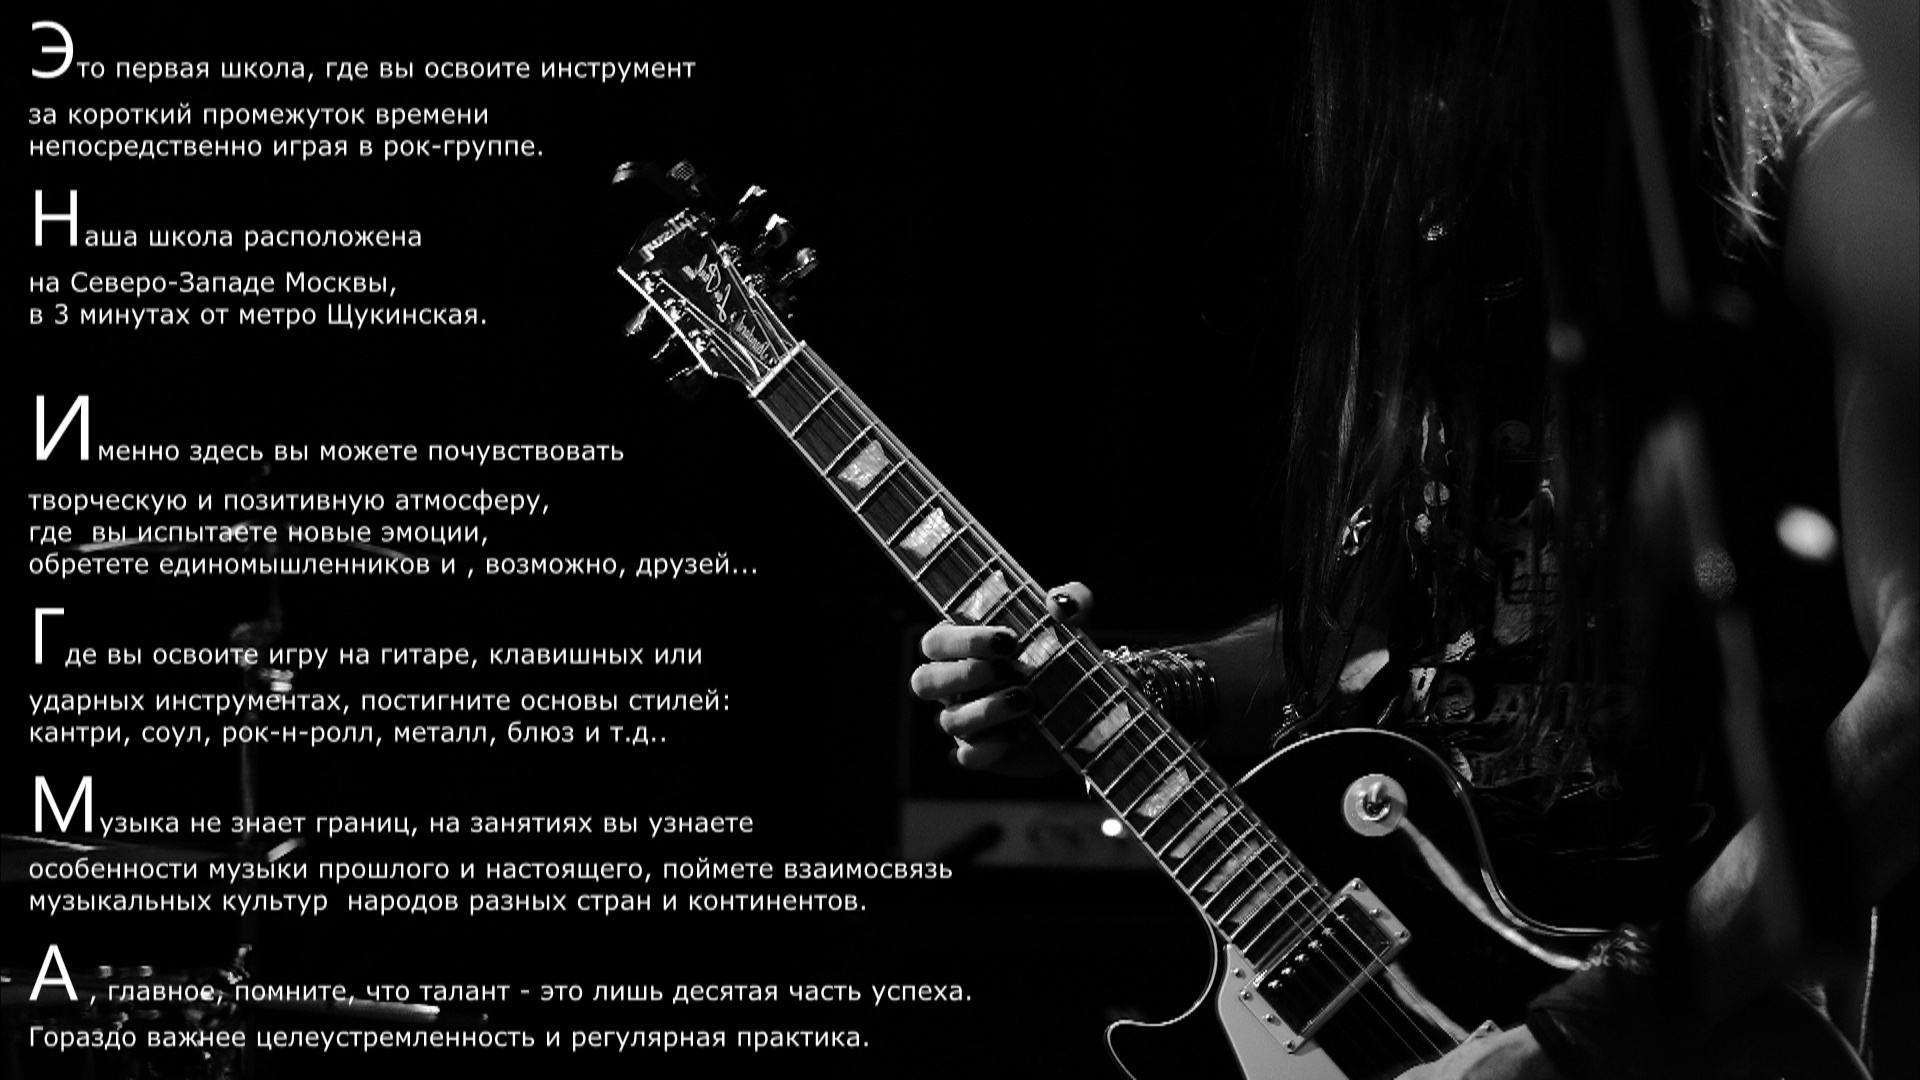 Это первая школа, где вы освоите инструмент
за короткий промежуток времени
непосредственно играя в рок-группе.
Наша школа расположена
на Северо-Западе Москвы,
в 3 минутах от метро Щукинская.
Именно здесь вы можете почувствовать
творческую и позитивную атмосферу,
где  вы испытаете новые эмоции,
обретете единомышленников и , возможно, друзей...
Где вы освоите игру на гитаре, клавишных или
ударных инструментах, постигните основы стилей:
кантри, соул, рок-н-ролл, металл, блюз и т.д..
Музыка не знает границ, на занятиях вы узнаете
особенности музыки прошлого и настоящего, поймете взаимосвязь
музыкальных культур  народов разных стран и континентов.
А , главное, помните, что талант - это лишь десятая часть успеха.
Гораздо важнее целеустремленность и регулярная практика.